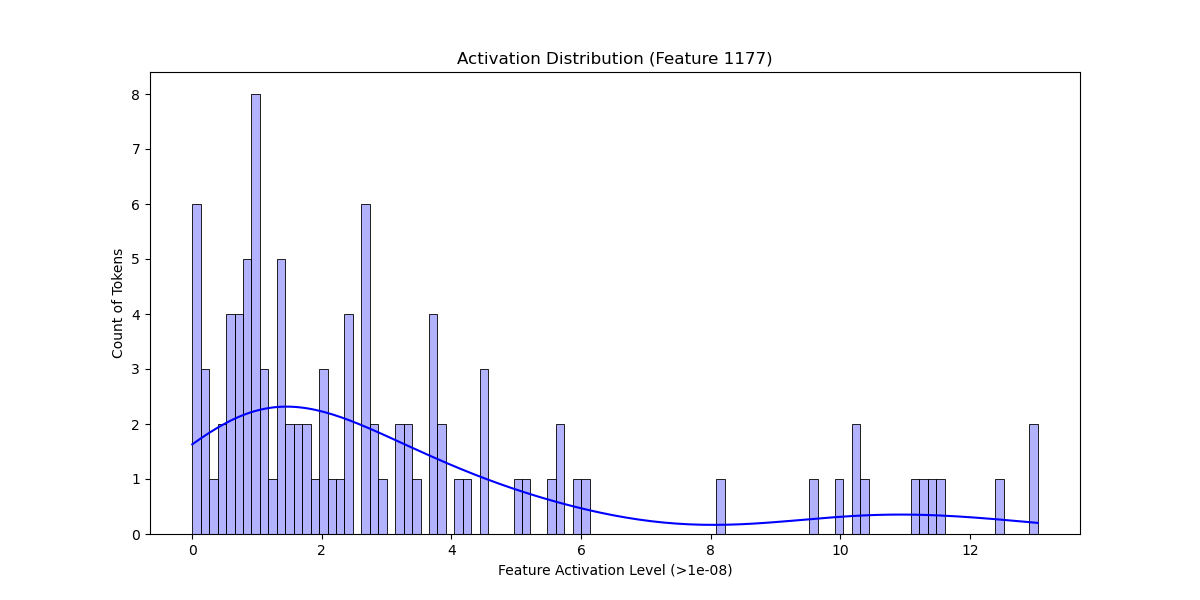 Activation Distribution (Feature 1177)
Count of Tokens
8
7
6
5
4
3
2
1
0
0 2 4 6 8 10 12
Feature Activation Level (>1e-08)